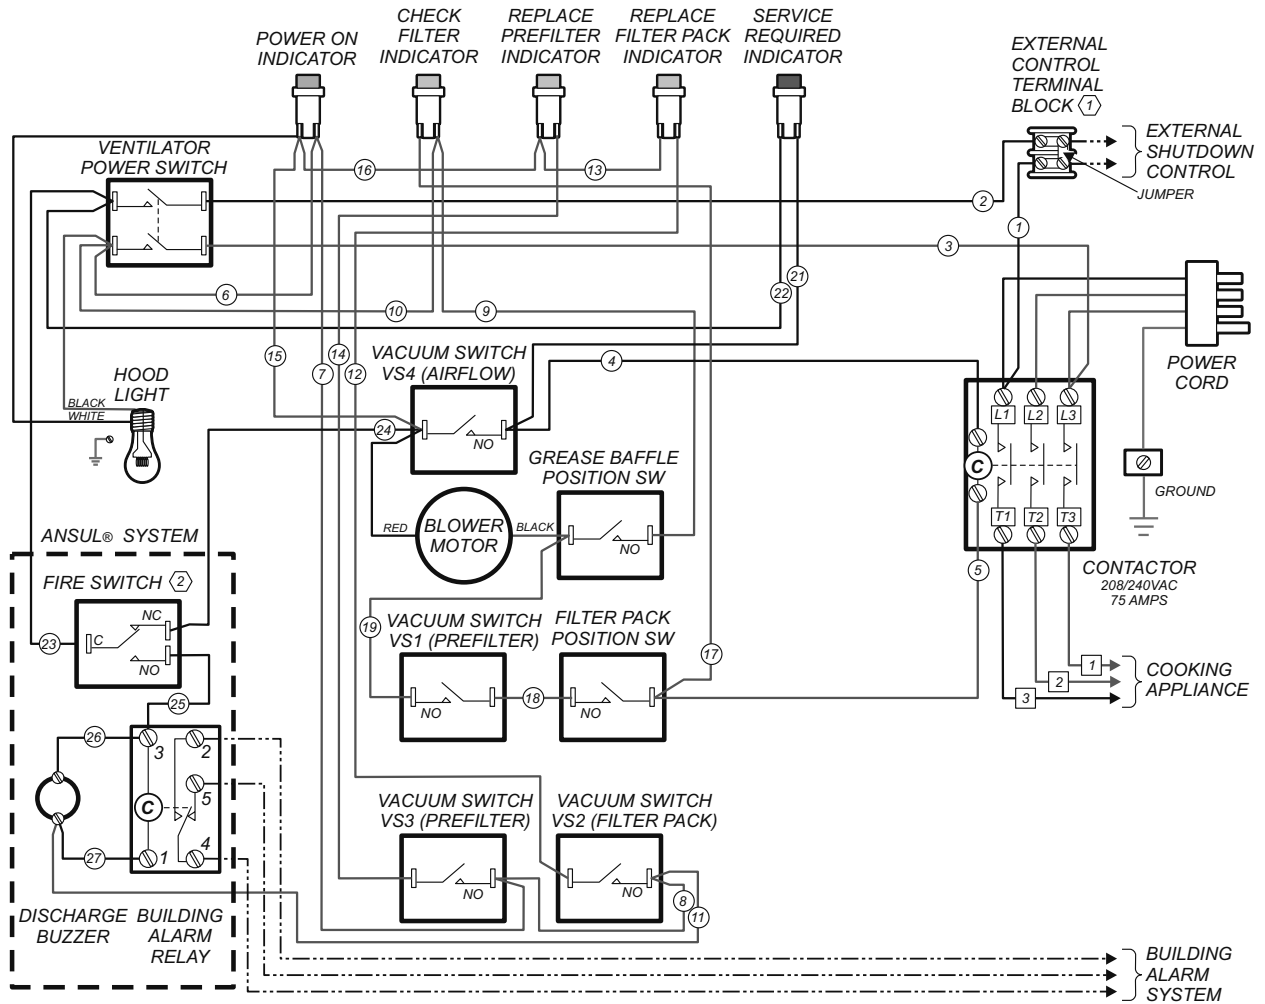 POWER ON
INDICATOR
CHECK
FILTER
INDICATOR
REPLACE
PREFILTER
INDICATOR
REPLACE
FILTER PACK
INDICATOR
SERVICE
REQUIRED
INDICATOR
EXTERNAL
CONTROL
TERMINAL
BLOCK 1
EXTERNAL
SHUTDOWN
CONTROL
JUMPER
VENTILATOR
POWER SWITCH
16
13
2
1
3
21
22
6
10
9
15
7
14
12
4
VACUUM SWITCH
VS4 (AIRFLOW)
NO
24
HOOD
LIGHT
BLACK
WHITE
POWER
CORD
L1
L2
L3
C
T1
T2
T3
GROUND
CONTACTOR
208/240VAC
75 AMPS
5
GREASE BAFFLE
POSITION SW
NO
RED
BLOWER
MOTOR
BLACK
ANSUL® SYSTEM
FIRE SWITCH 2
NC
C
NO
23
25
26
27
3
2
5
C
1
4
DISCHARGE
BUZZER
BUILDING
ALARM
RELAY
19
VACUUM SWITCH
VS1 (PREFILTER)
NO
18
FILTER PACK
POSITION SW
NO
17
1
2
3
COOKING
APPLIANCE
VACUUM SWITCH
VS3 (PREFILTER)
NO
VACUUM SWITCH
VS2 (FILTER PACK)
NO
8
11
BUILDING
ALARM
SYSTEM